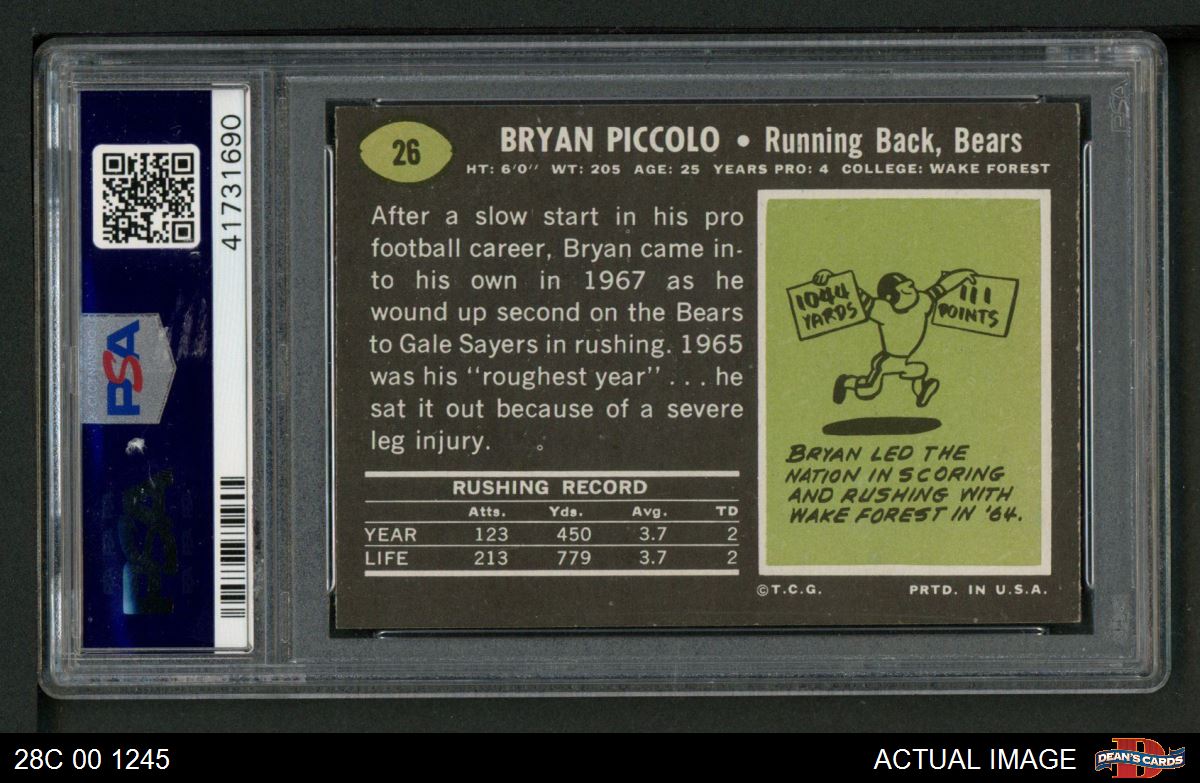 41731690
PSA
PSA
PSA
26
BRYAN PICCOLO • Running Back, Bears
HT: 6'0" WT: 205 AGE: 25 YEARS PRO: 4 COLLEGE: WAKE FOREST
After a slow start in his pro
football career, Bryan came in-
to his own in 1967 as he
wound up second on the Bears
to Gale Sayers in rushing. 1965
was his "roughest year" . . . he
sat it out because of a severe
leg injury.
RUSHING RECORD
Atts. Yds. Avg. TD
YEAR 123 450 3.7 2
LIFE 213 779 3.7 2
1044
YARDS
111
POINTS
BRYAN LED THE
NATION IN SCORING
AND RUSHING WITH
WAKE FOREST IN '64.
©T.C.G. PRTD. IN U.S.A.
28C 00 1245
ACTUAL IMAGE
DEAN'S CARDS